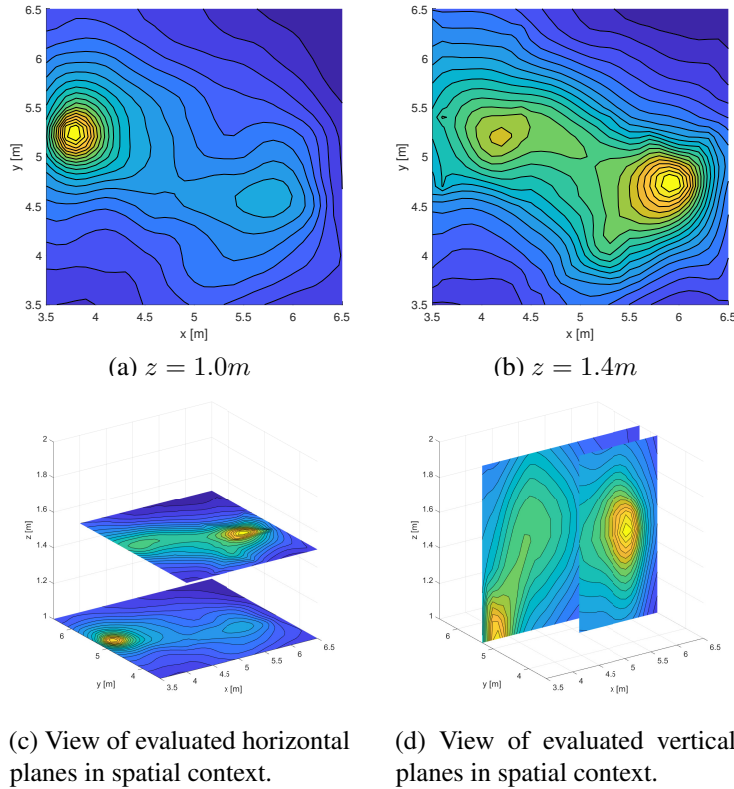 6.5
6
5.5
5
4.5
4
3.5
y [m]
3.5 4 4.5 5 5.5 6 6.5
x [m]
(a) z = 1.0m
6.5
6
5.5
5
4.5
4
3.5
y [m]
3.5 4 4.5 5 5.5 6 6.5
x [m]
(b) z = 1.4m
2
1.8
1.6
1.4
1.2
1
z [m]
6
5
4
y [m]
3.5 4 4.5 5 5.5 6 6.5
x [m]
(c) View of evaluated horizontal
planes in spatial context.
2
1.8
1.6
1.4
1.2
1
z [m]
6
5
4
y [m]
3.5 4 4.5 5 5.5 6 6.5
x [m]
(d) View of evaluated vertical
planes in spatial context.